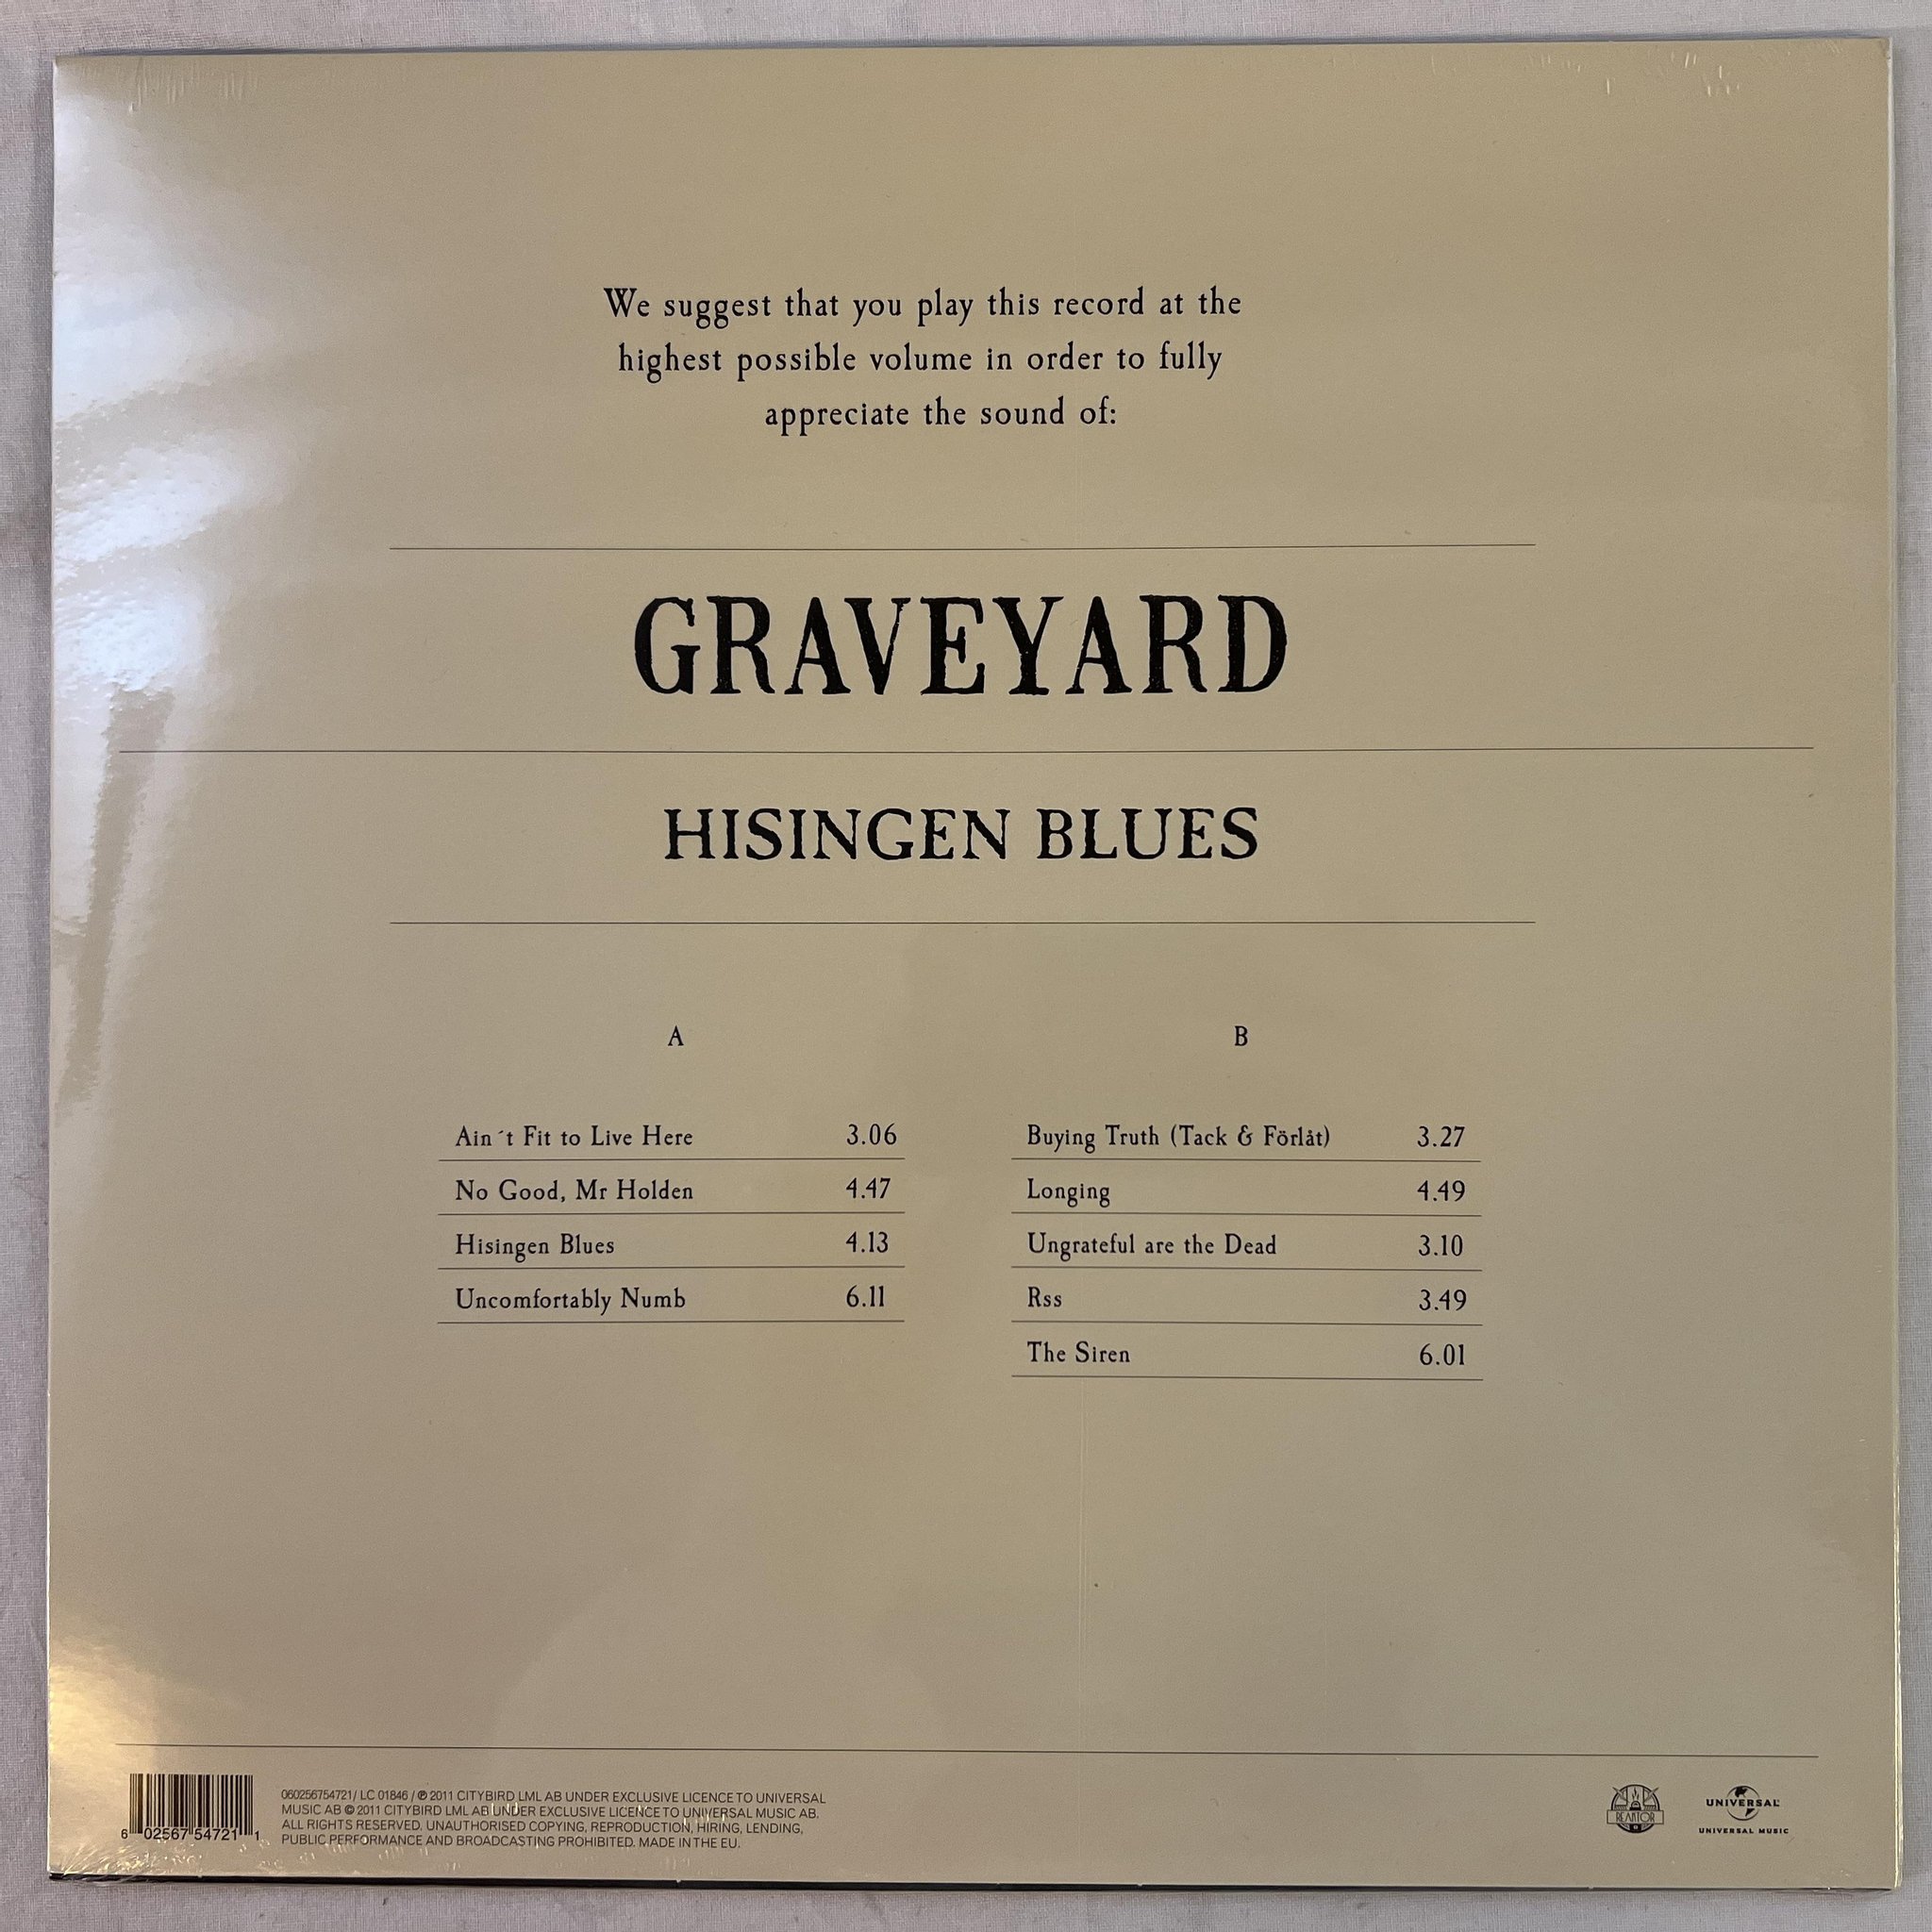 We suggest that you play this record at the
highest possible volume in order to fully
appreciate the sound of:
GRAVEYARD
HISINGEN BLUES
A
Ain´t Fit to Live Here 3.06
No Good, Mr Holden 4.47
Hisingen Blues 4.13
Uncomfortably Numb 6.11
B
Buying Truth (Tack & Förlåt) 3.27
Longing 4.49
Ungrateful are the Dead 3.10
Rss 3.49
The Siren 6.01
6 02567 54721 1
060256754721/ LC 01846 / ℗ 2011 CITYBIRD LML AB UNDER EXCLUSIVE LICENCE TO UNIVERSAL
MUSIC AB © 2011 CITYBIRD LML AB UNDER EXCLUSIVE LICENCE TO UNIVERSAL MUSIC AB.
ALL RIGHTS RESERVED. UNAUTHORISED COPYING, REPRODUCTION, HIRING, LENDING,
PUBLIC PERFORMANCE AND BROADCASTING PROHIBITED. MADE IN THE EU.
REAKTOR
UNIVERSAL
UNIVERSAL MUSIC